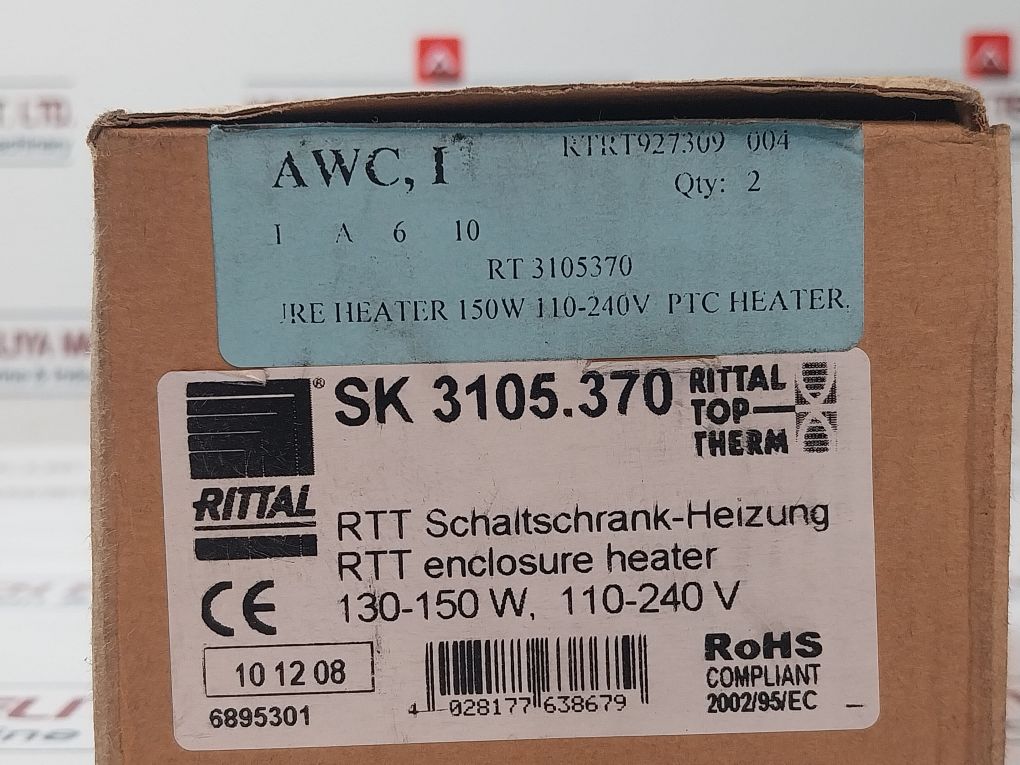 AWC, I
RTRT927309 004
Qty: 2
I A 6 10
RT 3105370
HEATER 150W 110-240V PTC HEATER.
SK 3105.370
RITTAL
TOP
THERM
®
RITTAL
RTT Schaltschrank-Heizung
RTT enclosure heater
130-150 W, 110-240 V
CE
10 12 08
6895301
4 028177 638679
RoHS
COMPLIANT
2002/95/EC